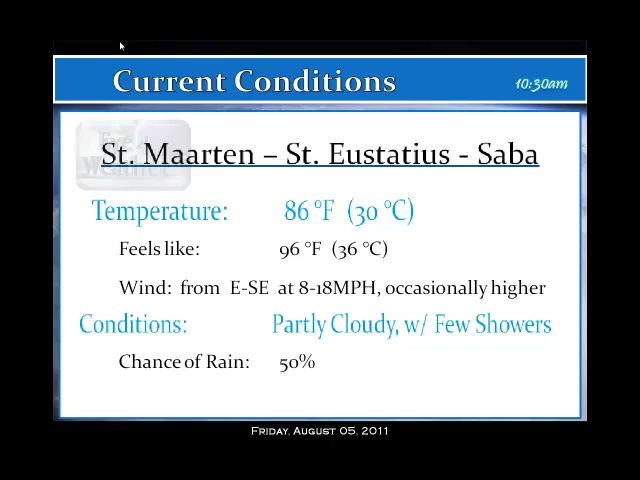 Current Conditions
10:30am
St. Maarten – St. Eustatius - Saba
Temperature: 86 °F (30 °C)
Feels like: 96 °F (36 °C)
Wind: from E-SE at 8-18MPH, occasionally higher
Conditions: Partly Cloudy, w/ Few Showers
Chance of Rain: 50%
Friday, August 05, 2011